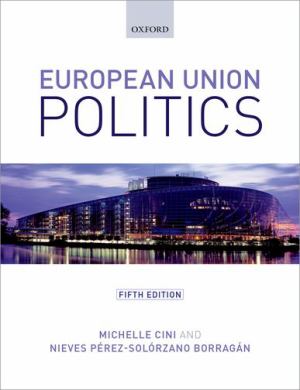 OXFORD
EUROPEAN UNION
POLITICS
FIFTH EDITION
MICHELLE CINI AND
NIEVES PÉREZ-SOLÓRZANO BORRAGÁN